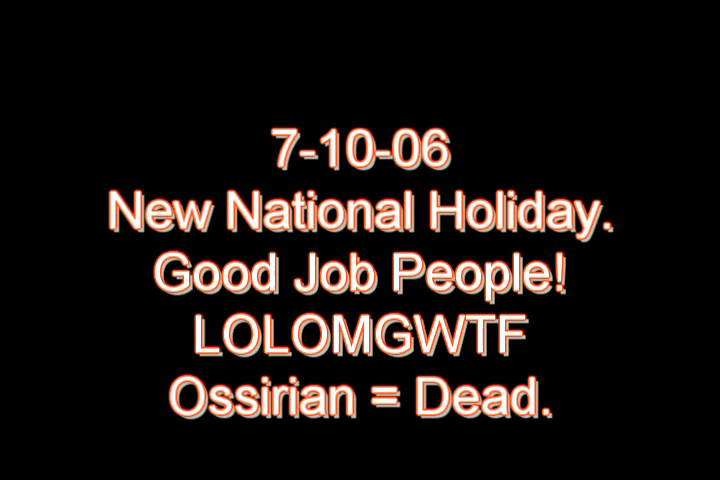 7-10-06
New National Holiday.
Good Job People!
LOLOMGWTF
Ossirian = Dead.